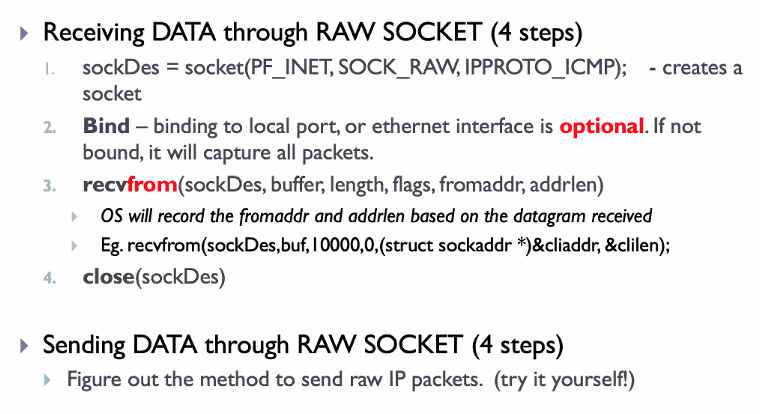 Receiving DATA through RAW SOCKET (4 steps)
1. sockDes = socket(PF_INET, SOCK_RAW, IPPROTO_ICMP); - creates a
socket
2. Bind – binding to local port, or ethernet interface is optional. If not
bound, it will capture all packets.
3. recvfrom(sockDes, buffer, length, flags, fromaddr, addrlen)
OS will record the fromaddr and addrlen based on the datagram received
Eg. recvfrom(sockDes,buf,10000,0,(struct sockaddr *)&cliaddr, &clilen);
4. close(sockDes)
Sending DATA through RAW SOCKET (4 steps)
Figure out the method to send raw IP packets. (try it yourself!)